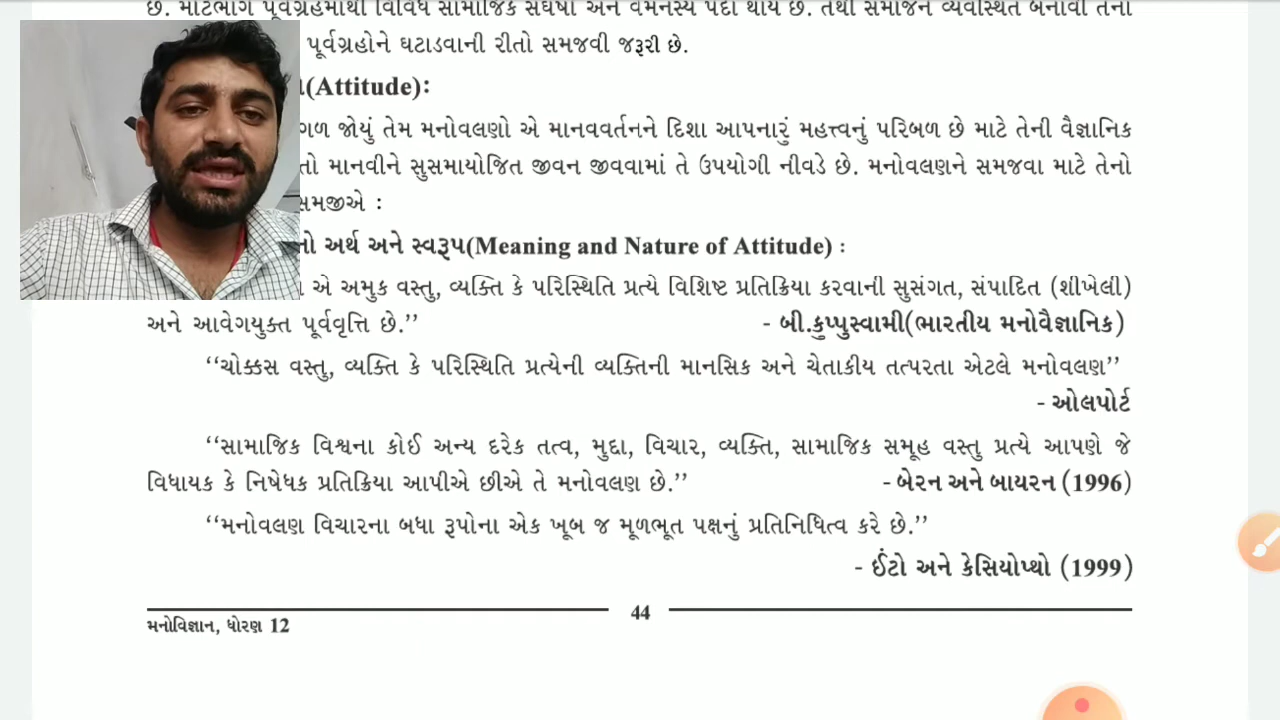 છે. માટેભાગે પૂર્વગ્રહમાંથી વિવિધ સામાજિક સંઘર્ષો અને વૈમનસ્ય પેદા થાય છે. તેથી સમાજને વ્યવસ્થિત બનાવી તેનો
પૂર્વગ્રહોને ઘટાડવાની રીતો સમજવી જરૂરી છે.
(Attitude):
જોયું તેમ મનોવલણો એ માનવવર્તનને દિશા આપનારું મહત્ત્વનું પરિબળ છે માટે તેની વૈજ્ઞાનિક
તો માનવીને સુસમાયોજિત જીવન જીવવામાં તે ઉપયોગી નીવડે છે. મનોવલણને સમજવા માટે તેનો
સમજીએ :
અર્થ અને સ્વરૂપ(Meaning and Nature of Attitude) :
એ અમુક વસ્તુ, વ્યક્તિ કે પરિસ્થિતિ પ્રત્યે વિશિષ્ટ પ્રતિક્રિયા કરવાની સુસંગત, સંપાદિત (શીખેલી)
અને આવેગયુક્ત પૂર્વવૃત્તિ છે.’’ - બી.કુપ્પુસ્વામી(ભારતીય મનોવૈજ્ઞાનિક)
‘‘ચોક્કસ વસ્તુ, વ્યક્તિ કે પરિસ્થિતિ પ્રત્યેની વ્યક્તિની માનસિક અને ચેતાકીય તત્પરતા એટલે મનોવલણ’’
- ઓલપોર્ટ
‘‘સામાજિક વિશ્વના કોઈ અન્ય દરેક તત્વ, મુદ્દા, વિચાર, વ્યક્તિ, સામાજિક સમૂહ વસ્તુ પ્રત્યે આપણે જે
વિધાયક કે નિષેધક પ્રતિક્રિયા આપીએ છીએ તે મનોવલણ છે.’’ - બેરન અને બાયરન (1996)
‘‘મનોવલણ વિચારના બધા રૂપોના એક ખૂબ જ મૂળભૂત પક્ષનું પ્રતિનિધિત્વ કરે છે.’’
- ઈંટો અને કેસિયોપ્થો (1999)
44
મનોવિજ્ઞાન, ધોરણ 12